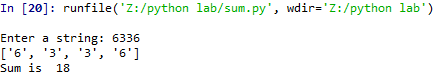 In [20]: runfile('Z:/python lab/sum.py', wdir='Z:/python lab')
Enter a string: 6336
['6', '3', '3', '6']
Sum is  18